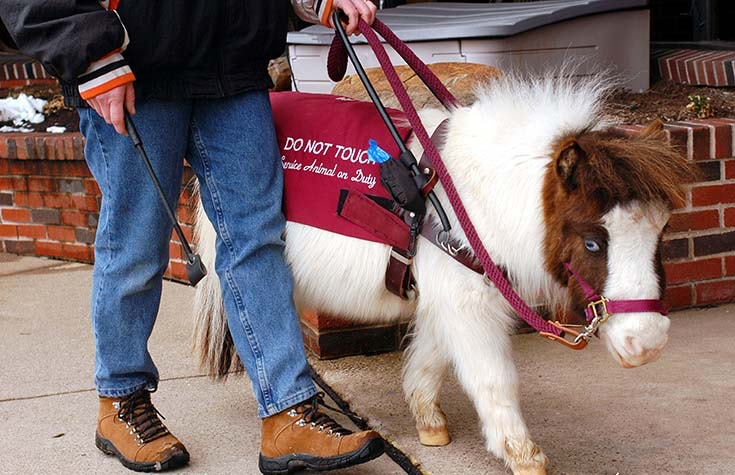 DO NOT TOUCH
Service Animal on Duty